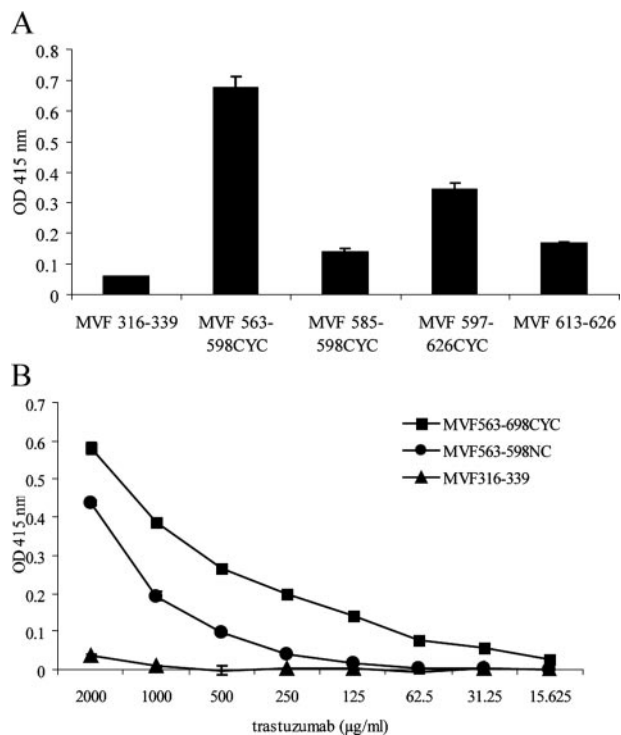 A
0.8
0.7
0.6
0.5
0.4
0.3
0.2
0.1
0
OD 415 nm
MVF 316-339
MVF 563-
598CYC
MVF 585-
598CYC
MVF 597-
626CYC
MVF 613-626
B
0.7
0.6
0.5
0.4
0.3
0.2
0.1
0
OD 415 nm
MVF563-698CYC
MVF563-598NC
MVF316-339
2000 1000 500 250 125 62.5 31.25 15.625
trastuzumab (µg/ml)